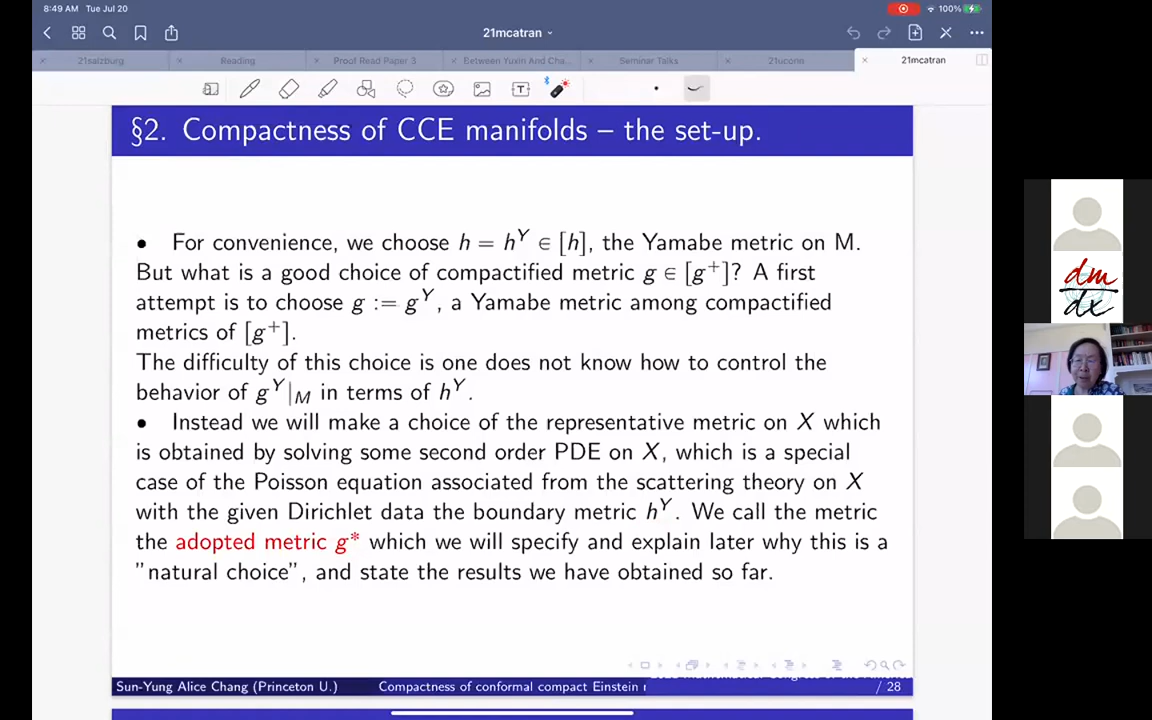 8:49 AM Tue Jul 20
100%
21mcatran
21salzburg
Reading
Proof Read Paper 3
Between Yuxin And Cha...
Seminar Talks
21uconn
21mcatran
§2. Compactness of CCE manifolds – the set-up.
• For convenience, we choose h = h^Y ∈ [h], the Yamabe metric on M.
But what is a good choice of compactified metric g ∈ [g⁺]? A first
attempt is to choose g := g^Y, a Yamabe metric among compactified
metrics of [g⁺].
The difficulty of this choice is one does not know how to control the
behavior of g^Y|_M in terms of h^Y.
• Instead we will make a choice of the representative metric on X which
is obtained by solving some second order PDE on X, which is a special
case of the Poisson equation associated from the scattering theory on X
with the given Dirichlet data the boundary metric h^Y. We call the metric
the adopted metric g* which we will specify and explain later why this is a
"natural choice", and state the results we have obtained so far.
Sun-Yung Alice Chang (Princeton U.)
Compactness of conformal compact Einstein
/ 28
dm
dx